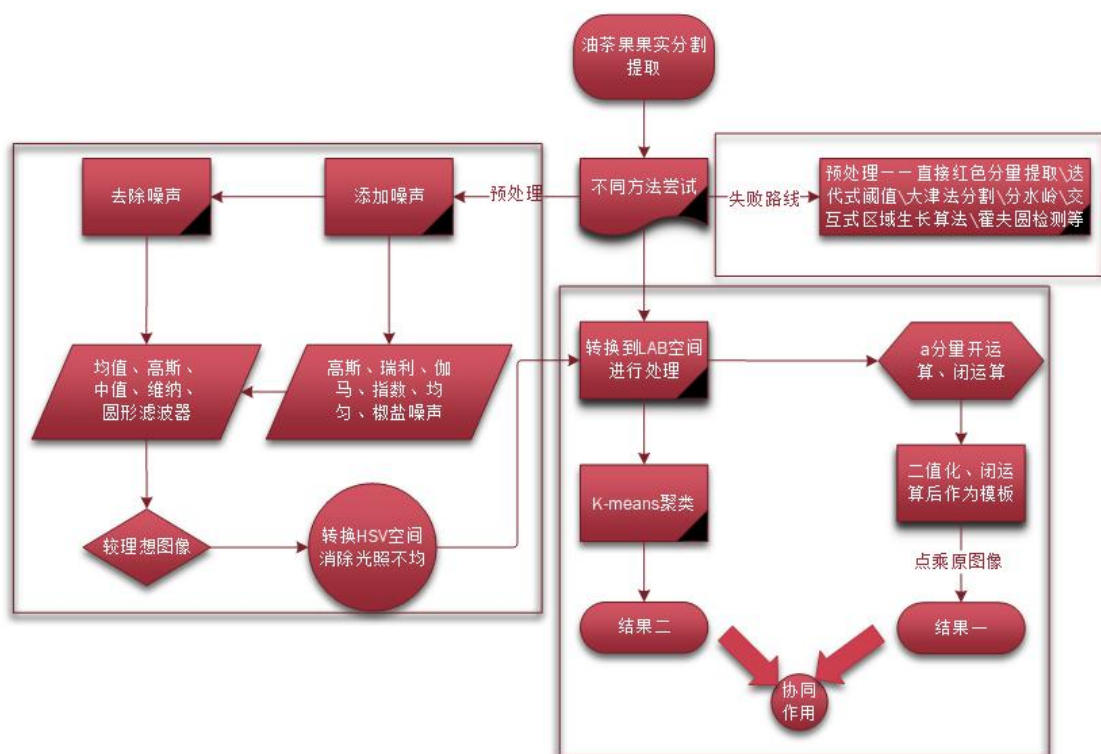 油茶果果实分割
提取
不同方法尝试
失败路线
预处理——直接红色分量提取\迭
代式阈值\大津法分割\分水岭\交
互式区域生长算法\霍夫圆检测等
预处理
添加噪声
去除噪声
均值、高斯、
中值、维纳、
圆形滤波器
高斯、瑞利、伽
马、指数、均
匀、椒盐噪声
较理想图像
转换HSV空间
消除光照不均
转换到LAB空间
进行处理
a分量开运
算、闭运算
K-means聚类
二值化、闭运
算后作为模板
点乘原图像
结果二
结果一
协同
作用